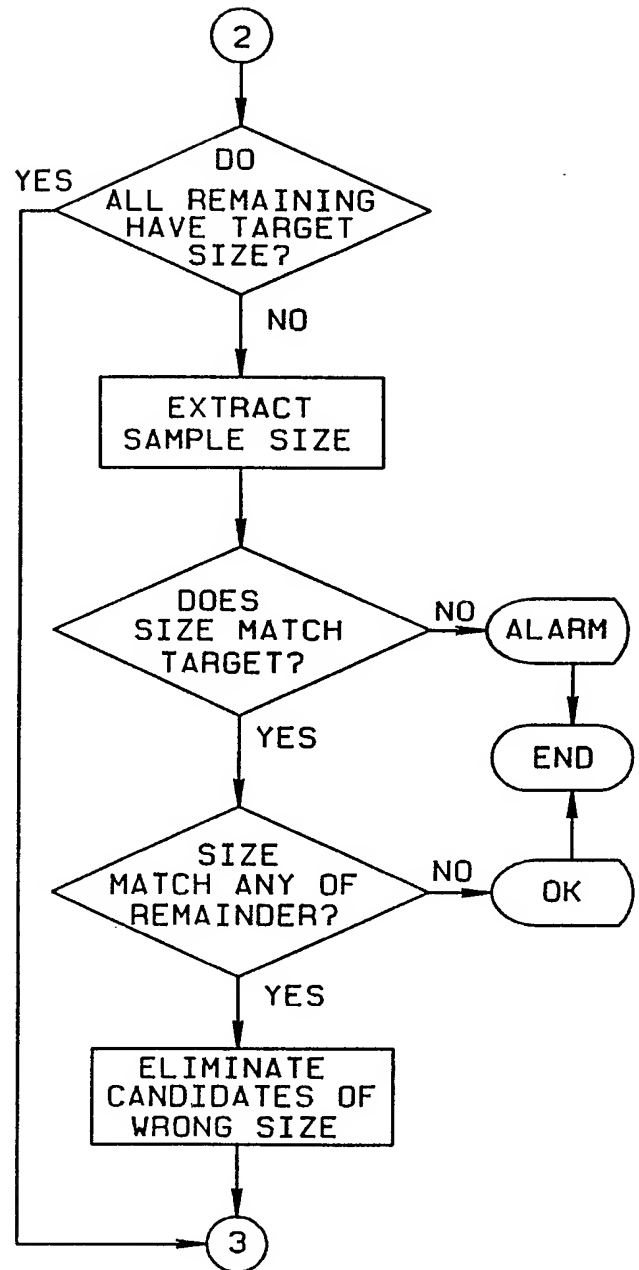 2
DO
ALL REMAINING
HAVE TARGET
SIZE?
YES
NO
EXTRACT
SAMPLE SIZE
DOES
SIZE MATCH
TARGET?
NO
ALARM
YES
END
SIZE
MATCH ANY OF
REMAINDER?
NO
OK
YES
ELIMINATE
CANDIDATES OF
WRONG SIZE
3